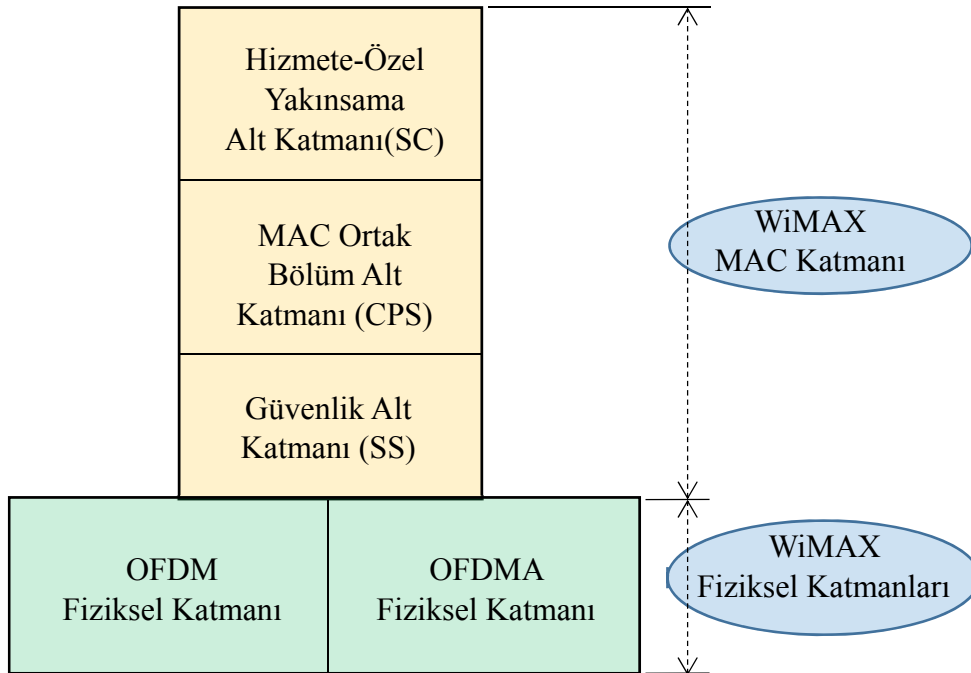 Hizmete-Özel
Yakınsama
Alt Katmanı(SC)
MAC Ortak
Bölüm Alt
Katmanı (CPS)
Güvenlik Alt
Katmanı (SS)
OFDM
Fiziksel Katmanı
OFDMA
Fiziksel Katmanı
WiMAX
MAC Katmanı
WiMAX
Fiziksel Katmanları